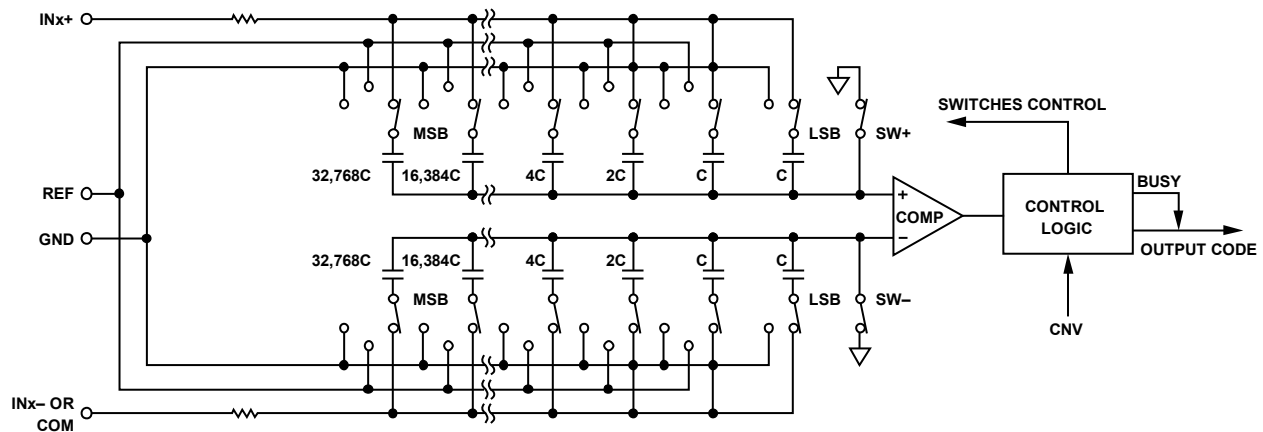 INx+
SWITCHES CONTROL
MSB
LSB
SW+
32,768C
16,384C
4C
2C
C
C
REF
BUSY
+
COMP
−
CONTROL
LOGIC
GND
OUTPUT CODE
32,768C
16,384C
4C
2C
C
C
MSB
LSB
SW–
CNV
INx– OR
COM